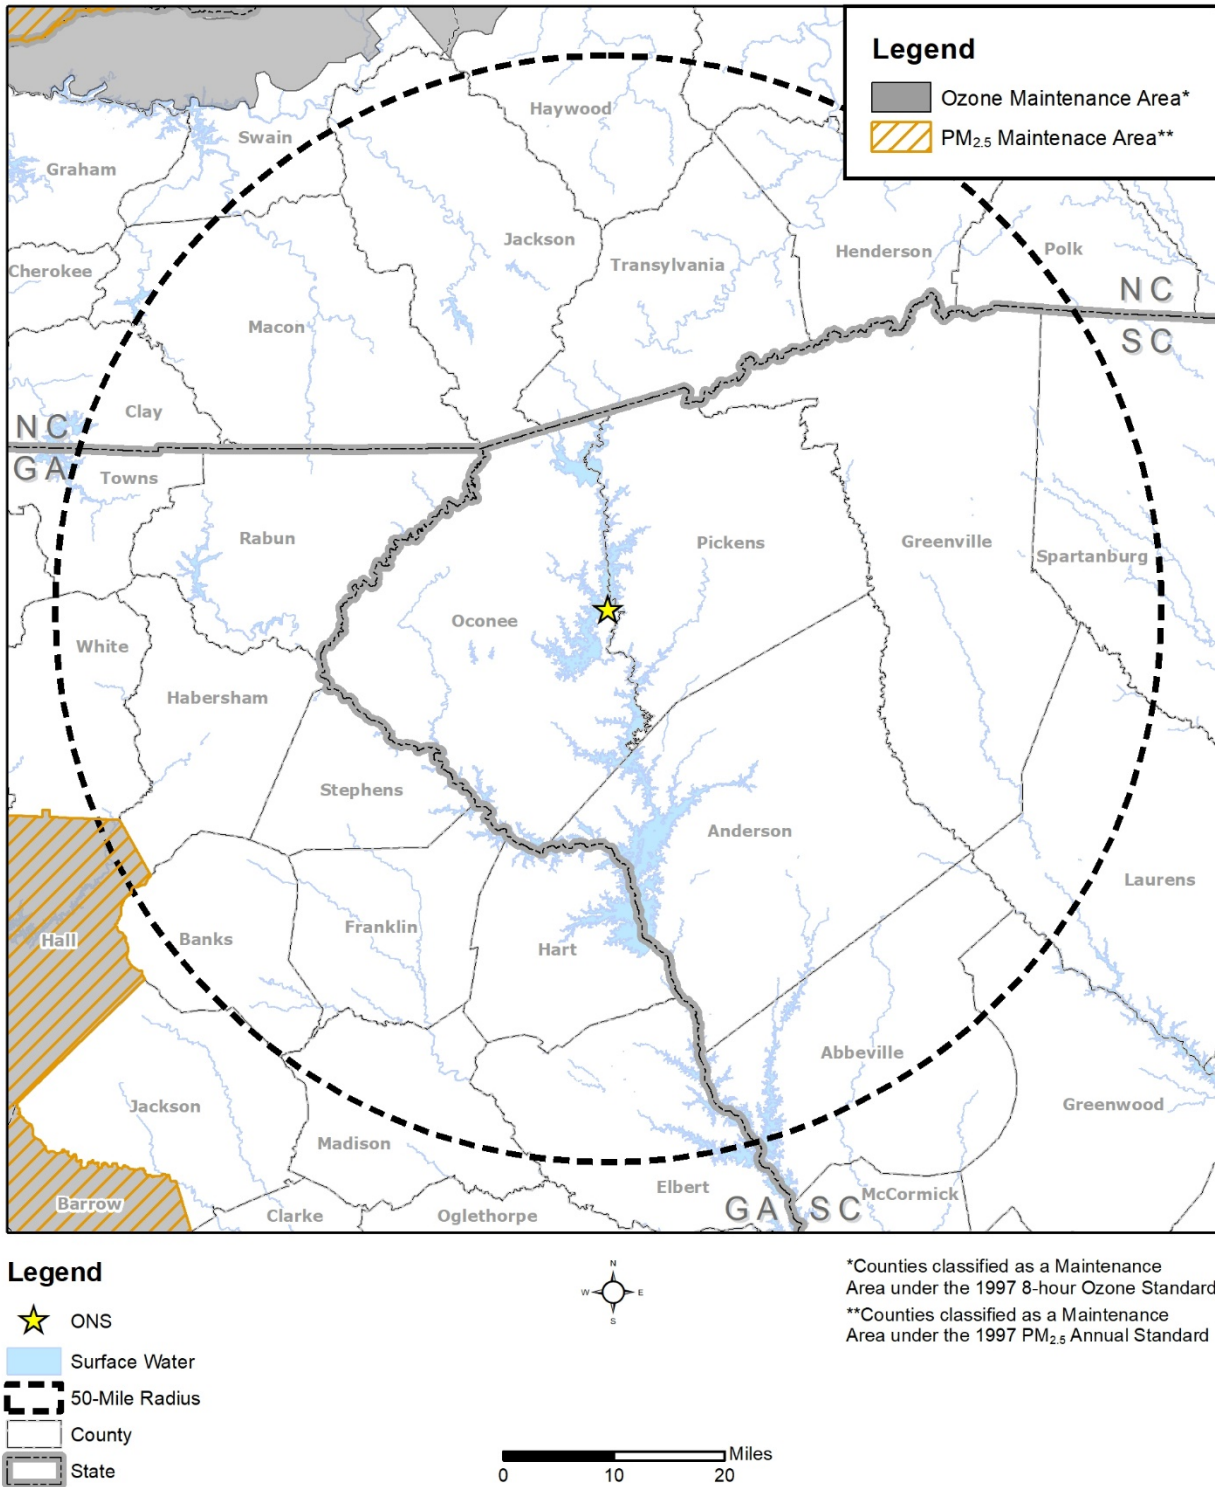 Legend
Ozone Maintenance Area*
PM2.5 Maintenace Area**
Haywood
Swain
Graham
Jackson
Henderson
Polk
Transylvania
Cherokee
NC
SC
Macon
Clay
NC
GA
Towns
Rabun
Pickens
Greenville
Spartanburg
Oconee
White
Habersham
Stephens
Anderson
Laurens
Hall
Banks
Franklin
Hart
Abbeville
Jackson
Greenwood
Madison
Barrow
Clarke
Oglethorpe
Elbert
GA
SC
McCormick
Legend
ONS
Surface Water
50-Mile Radius
County
State
N
W
E
S
Miles
0
10
20
*Counties classified as a Maintenance
Area under the 1997 8-hour Ozone Standard
**Counties classified as a Maintenance
Area under the 1997 PM2.5 Annual Standard